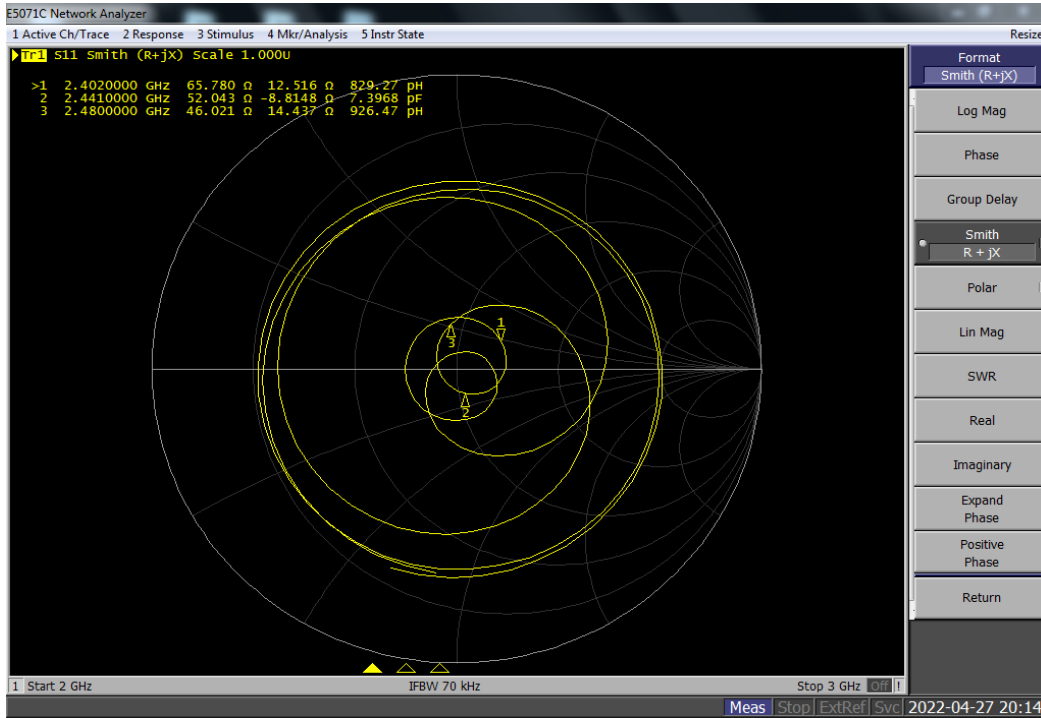 E5071C Network Analyzer
1 Active Ch/Trace 2 Response 3 Stimulus 4 Mkr/Analysis 5 Instr State Resize
Tr1 S11 Smith (R+jX) Scale 1.000U
>1 2.4020000 GHz 65.780 Ω 12.516 Ω 829.27 pH
2 2.4410000 GHz 52.043 Ω -8.8148 Ω 7.3968 pF
3 2.4800000 GHz 46.021 Ω 14.437 Ω 926.47 pH
1
3
2
Format
Smith (R+jX)
Log Mag
Phase
Group Delay
Smith
R + jX
Polar
Lin Mag
SWR
Real
Imaginary
Expand
Phase
Positive
Phase
Return
1 Start 2 GHz IFBW 70 kHz Stop 3 GHz Off !
Meas Stop ExtRef Svc 2022-04-27 20:14